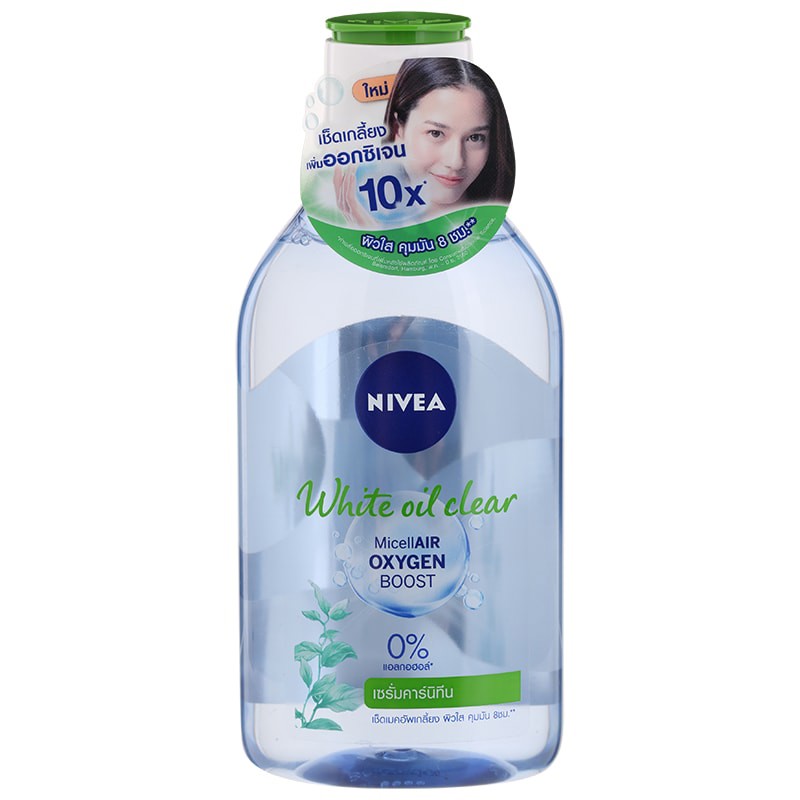 ใหม่
เช็ดเกลี้ยง
เพิ่มออกซิเจน
10x*
ผิวใส คุมมัน 8 ชม.**
NIVEA
White oil clear
MicellAIR
OXYGEN
BOOST
0%
แอลกอฮอล์*
เซรั่มคาร์นิทีน
เช็ดเมคอัพเกลี้ยง ผิวใส คุมมัน 8ชม.**